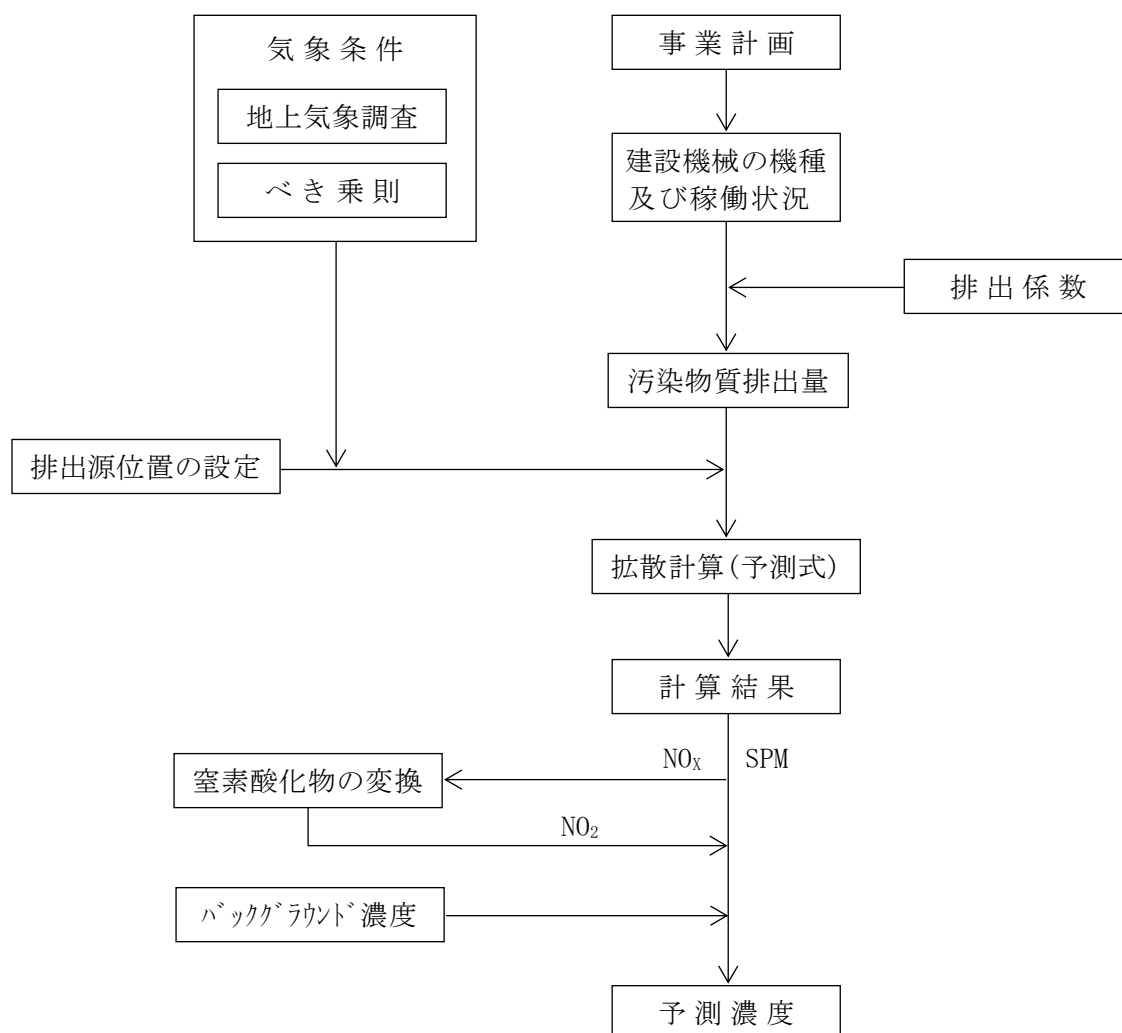 気象条件
地上気象調査
べき乗則
事業計画
建設機械の機種
及び稼働状況
排出係数
汚染物質排出量
排出源位置の設定
拡散計算(予測式)
計算結果
NOX SPM
窒素酸化物の変換
NO2
ﾊﾞｯｸｸﾞﾗｳﾝﾄﾞ濃度
予測濃度